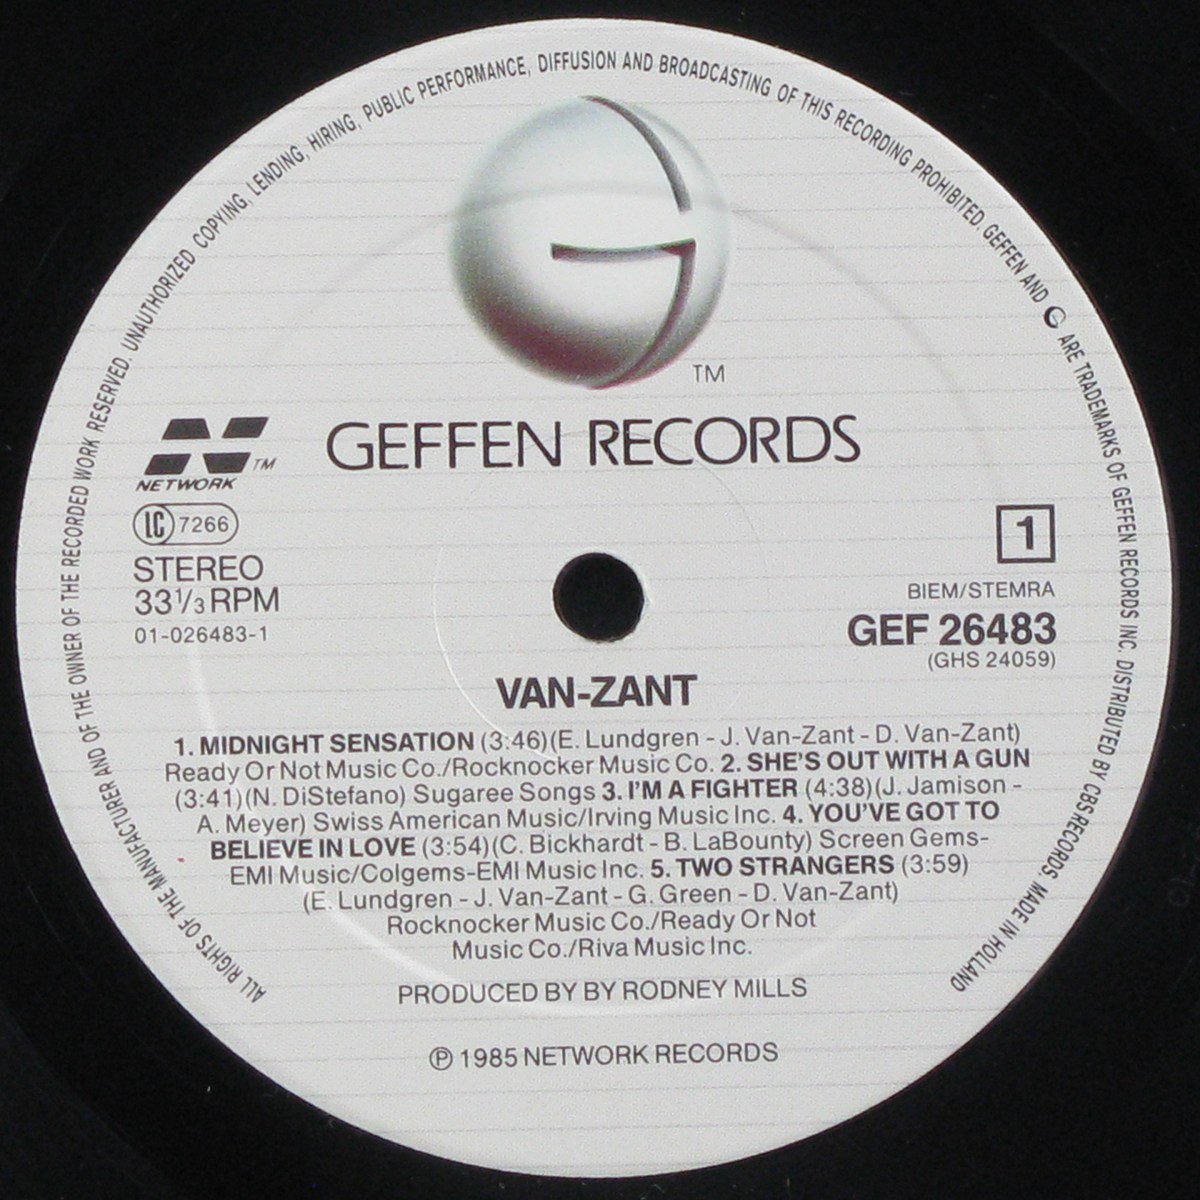 ALL RIGHTS OF THE MANUFACTURER AND OF THE OWNER OF THE RECORDED WORK RESERVED. UNAUTHORIZED COPYING, LENDING, HIRING, PUBLIC PERFORMANCE, DIFFUSION AND BROADCASTING OF THIS RECORDING PROHIBITED. GEFFEN AND G ARE TRADEMARKS OF GEFFEN RECORDS INC. DISTRIBUTED BY CBS RECORDS. MADE IN HOLLAND
TM
GEFFEN RECORDS
N TM
NETWORK
LC 7266
STEREO
33 1/3 RPM
01-026483-1
1
BIEM/STEMRA
GEF 26483
(GHS 24059)
VAN-ZANT
1. MIDNIGHT SENSATION (3:46)(E. Lundgren - J. Van-Zant - D. Van-Zant)
Ready Or Not Music Co./Rocknocker Music Co. 2. SHE'S OUT WITH A GUN
(3:41)(N. DiStefano) Sugaree Songs 3. I'M A FIGHTER (4:38)(J. Jamison -
A. Meyer) Swiss American Music/Irving Music Inc. 4. YOU'VE GOT TO
BELIEVE IN LOVE (3:54)(C. Bickhardt - B. LaBounty) Screen Gems-
EMI Music/Colgems-EMI Music Inc. 5. TWO STRANGERS (3:59)
(E. Lundgren - J. Van-Zant - G. Green - D. Van-Zant)
Rocknocker Music Co./Ready Or Not
Music Co./Riva Music Inc.
PRODUCED BY BY RODNEY MILLS
℗ 1985 NETWORK RECORDS